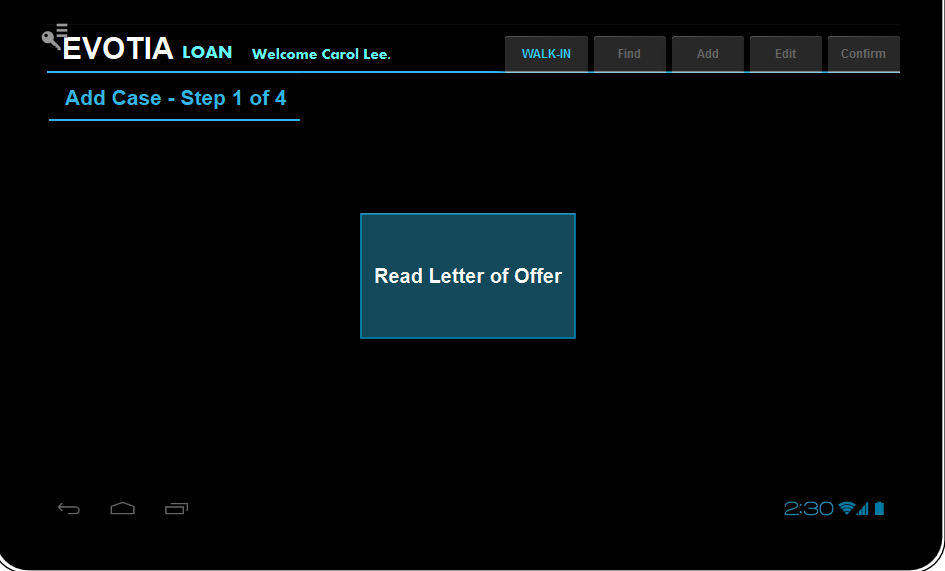 EVOTIA LOAN Welcome Carol Lee.
WALK-IN Find Add Edit Confirm
Add Case - Step 1 of 4
Read Letter of Offer
2:30